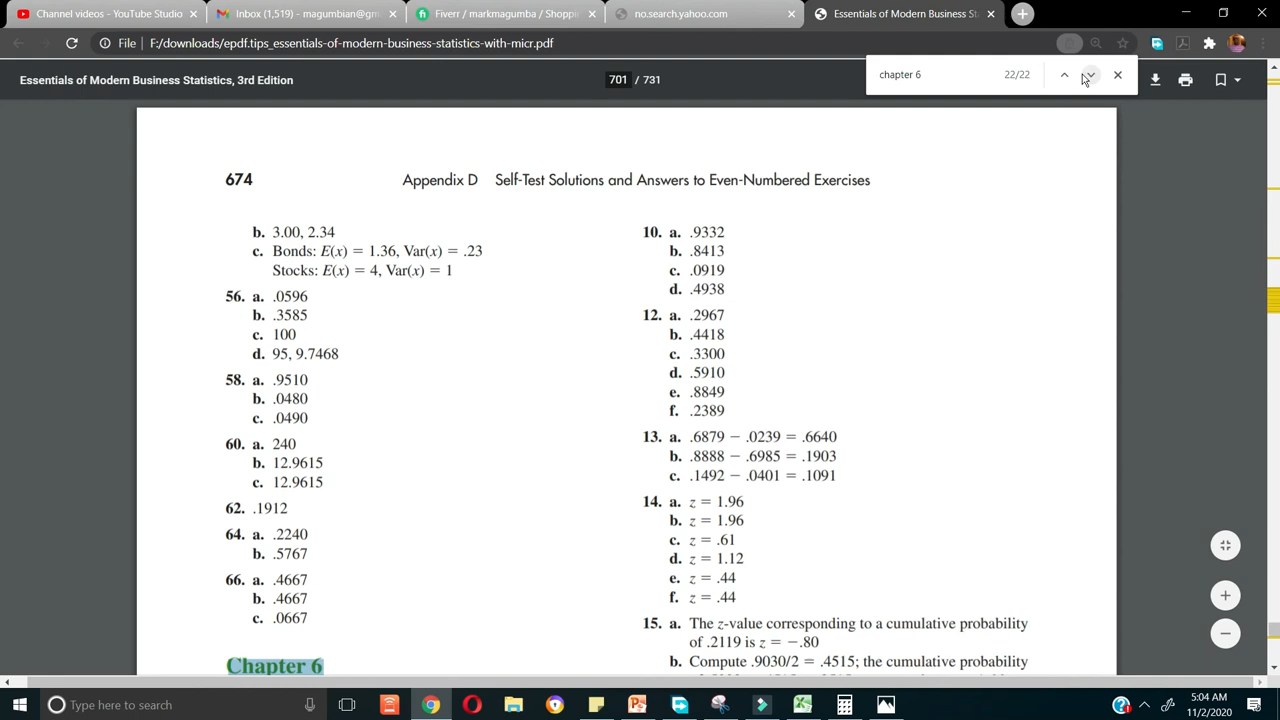 Channel videos - YouTube Studio
Inbox (1,519) - magumbian@gm
Fiverr / markmagumba / Shoppin
no.search.yahoo.com
Essentials of Modern Business St
File F:/downloads/epdf.tips_essentials-of-modern-business-statistics-with-micr.pdf
Essentials of Modern Business Statistics, 3rd Edition
701 / 731
chapter 6 22/22
674 Appendix D Self-Test Solutions and Answers to Even-Numbered Exercises
b. 3.00, 2.34
c. Bonds: E(x) = 1.36, Var(x) = .23
Stocks: E(x) = 4, Var(x) = 1
56. a. .0596
b. .3585
c. 100
d. 95, 9.7468
58. a. .9510
b. .0480
c. .0490
60. a. 240
b. 12.9615
c. 12.9615
62. .1912
64. a. .2240
b. .5767
66. a. .4667
b. .4667
c. .0667
Chapter 6
10. a. .9332
b. .8413
c. .0919
d. .4938
12. a. .2967
b. .4418
c. .3300
d. .5910
e. .8849
f. .2389
13. a. .6879 − .0239 = .6640
b. .8888 − .6985 = .1903
c. .1492 − .0401 = .1091
14. a. z = 1.96
b. z = 1.96
c. z = .61
d. z = 1.12
e. z = .44
f. z = .44
15. a. The z-value corresponding to a cumulative probability
of .2119 is z = −.80
b. Compute .9030/2 = .4515; the cumulative probability
Type here to search
5:04 AM
11/2/2020